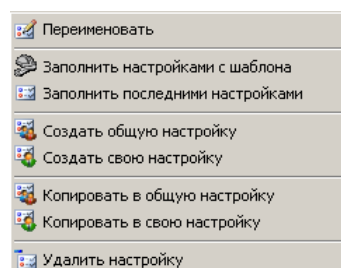 Переименовать
Заполнить настройками с шаблона
Заполнить последними настройками
Создать общую настройку
Создать свою настройку
Копировать в общую настройку
Копировать в свою настройку
Удалить настройку